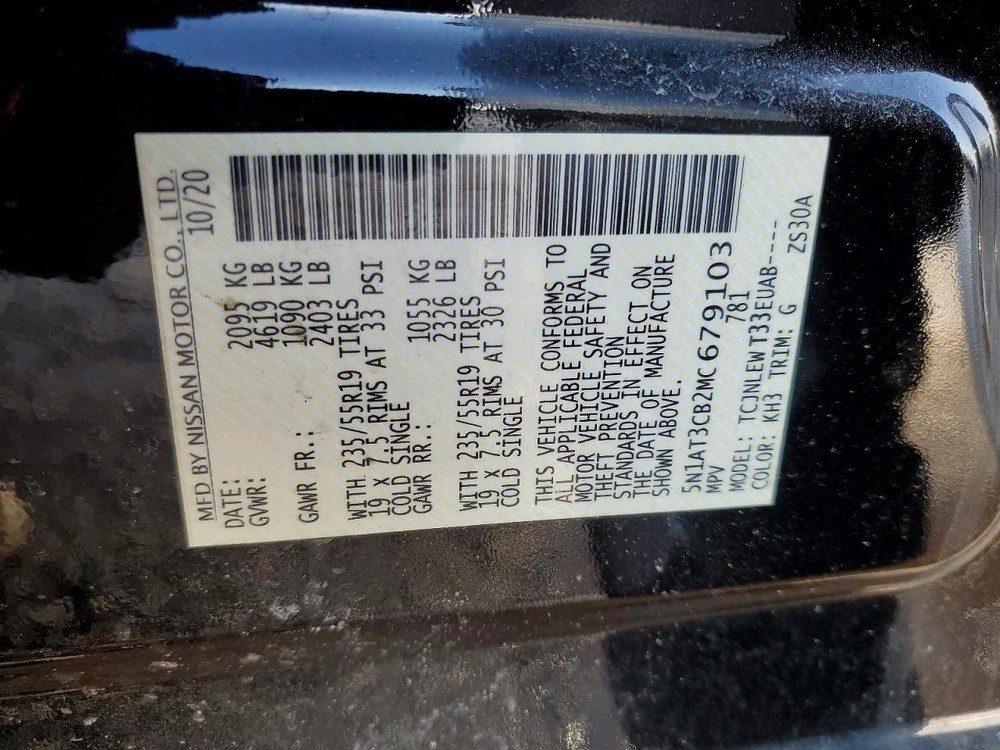 MFD BY NISSAN MOTOR CO., LTD.
DATE: 10/20
GVWR: 2095 KG
4619 LB
GAWR FR.: 1090 KG
2403 LB
WITH 235/55R19 TIRES
19 X 7.5 RIMS AT 33 PSI
COLD SINGLE
GAWR RR.: 1055 KG
2326 LB
WITH 235/55R19 TIRES
19 X 7.5 RIMS AT 30 PSI
COLD SINGLE
THIS VEHICLE CONFORMS TO
ALL APPLICABLE FEDERAL
MOTOR VEHICLE SAFETY AND
THEFT PREVENTION
STANDARDS IN EFFECT ON
THE DATE OF MANUFACTURE
SHOWN ABOVE.
5N1AT3CB2MC679103
MPV 781
MODEL: TCJNLEWT33EUAB----
COLOR: KH3 TRIM: G ZS30A